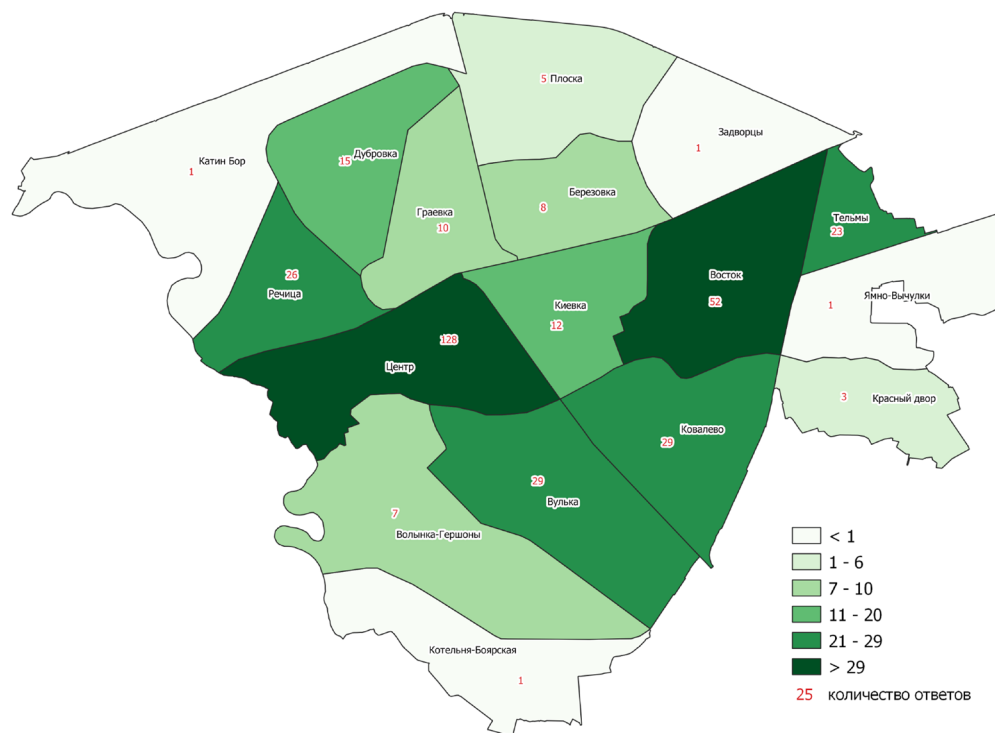 5 Плоска
Задворцы
1
Катин Бор
1
Дубровка
15
Березовка
8
Граевка
10
Тельмы
23
Восток
52
26
Речица
Ямно-Вычулки
1
Киевка
12
128
Центр
3
Красный двор
Ковалево
29
29
Вулька
7
Волынка-Гершоны
Котельня-Боярская
1
< 1
1 - 6
7 - 10
11 - 20
21 - 29
> 29
25 количество ответов